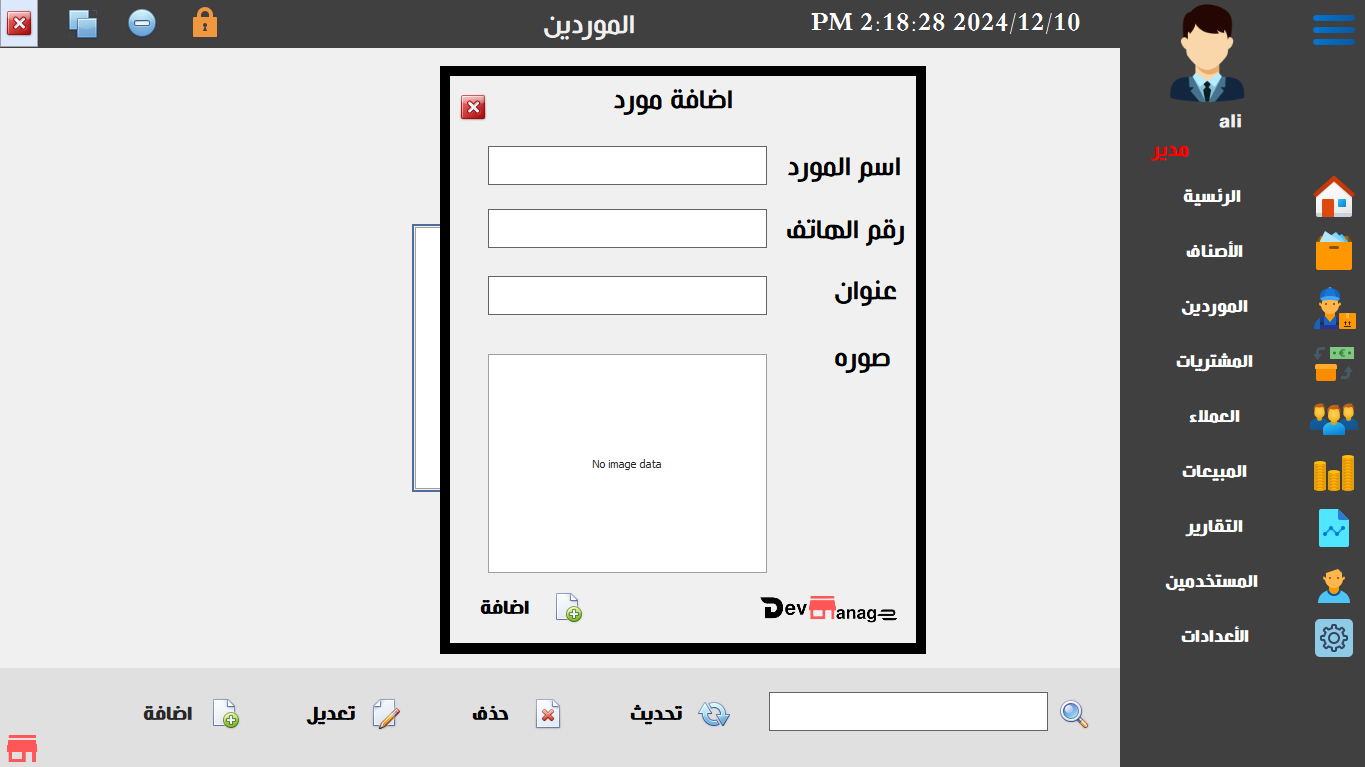 الموردين
PM 2:18:28 2024/12/10
ali
مدير
الرئسية
الأصناف
الموردين
المشتريات
العملاء
المبيعات
التقارير
المستخدمين
الأعدادات
اضافة مورد
اسم المورد
رقم الهاتف
عنوان
صوره
No image data
DevManage
اضافة
تحديث
حذف
تعديل
اضافة